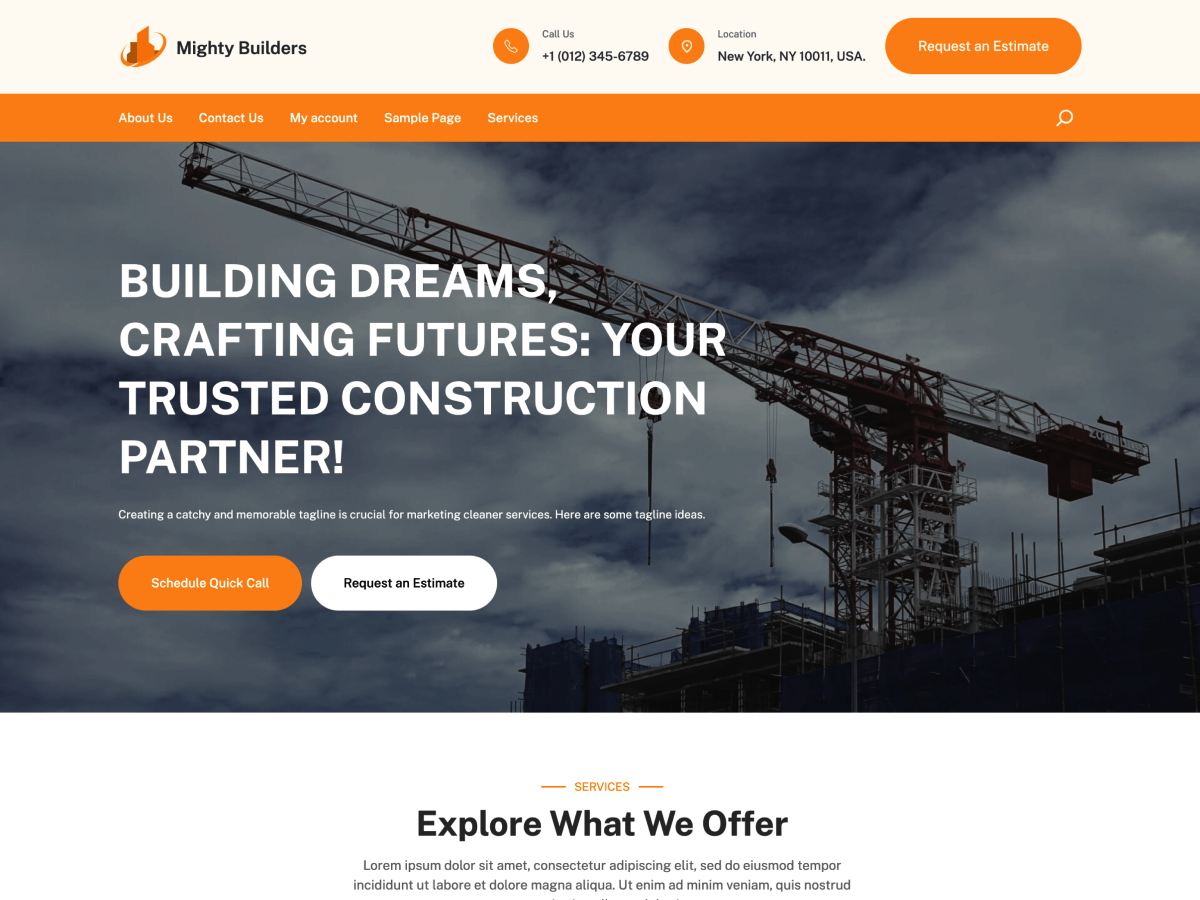 Mighty Builders
Call Us
+1 (012) 345-6789
Location
New York, NY 10011, USA.
Request an Estimate
About Us
Contact Us
My account
Sample Page
Services
BUILDING DREAMS,
CRAFTING FUTURES: YOUR
TRUSTED CONSTRUCTION
PARTNER!
Creating a catchy and memorable tagline is crucial for marketing cleaner services. Here are some tagline ideas.
Schedule Quick Call
Request an Estimate
SERVICES
Explore What We Offer
Lorem ipsum dolor sit amet, consectetur adipiscing elit, sed do eiusmod tempor
incididunt ut labore et dolore magna aliqua. Ut enim ad minim veniam, quis nostrud